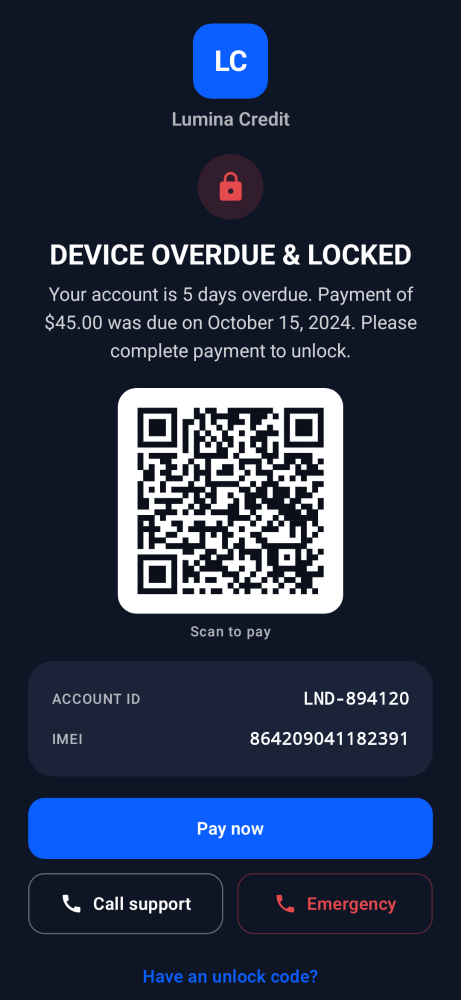 LC
Lumina Credit
DEVICE OVERDUE & LOCKED
Your account is 5 days overdue. Payment of
$45.00 was due on October 15, 2024. Please
complete payment to unlock.
Scan to pay
ACCOUNT ID LND-894120
IMEI 864209041182391
Pay now
Call support Emergency
Have an unlock code?